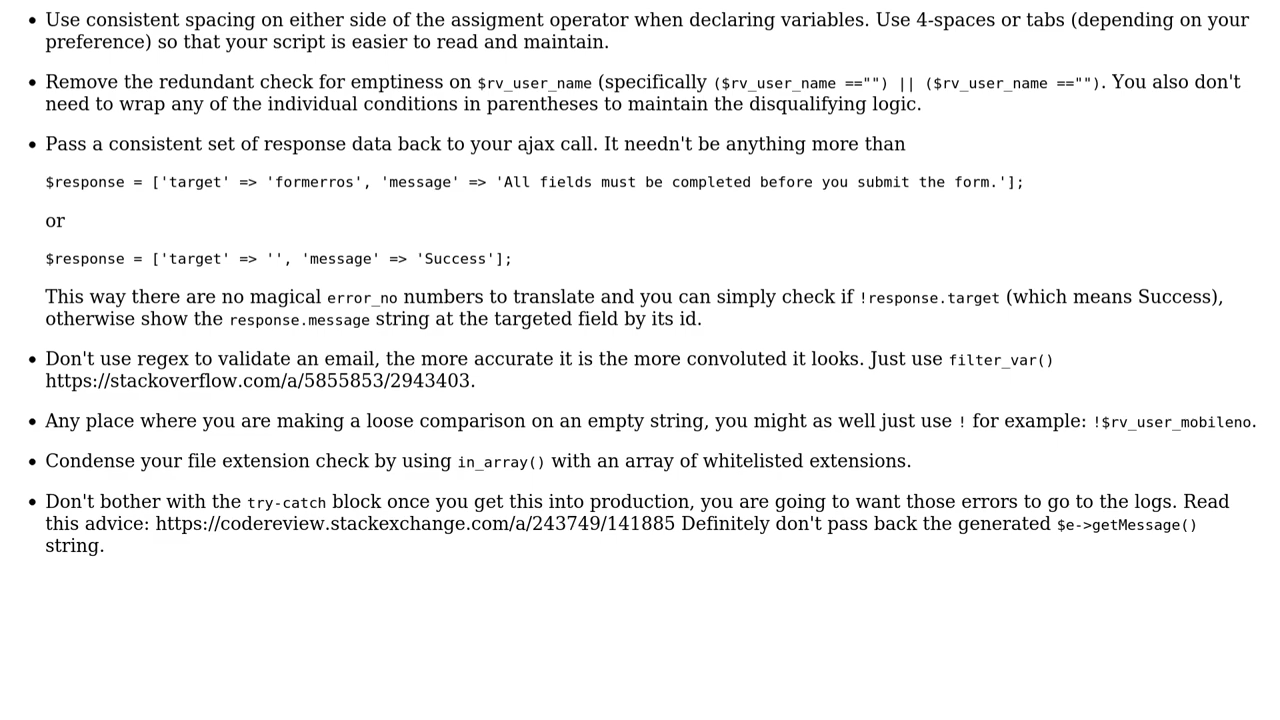 • Use consistent spacing on either side of the assigment operator when declaring variables. Use 4-spaces or tabs (depending on your
preference) so that your script is easier to read and maintain.
• Remove the redundant check for emptiness on $rv_user_name (specifically ($rv_user_name =="") || ($rv_user_name ==""). You also don't
need to wrap any of the individual conditions in parentheses to maintain the disqualifying logic.
• Pass a consistent set of response data back to your ajax call. It needn't be anything more than
$response = ['target' => 'formerros', 'message' => 'All fields must be completed before you submit the form.'];
or
$response = ['target' => '', 'message' => 'Success'];
This way there are no magical error_no numbers to translate and you can simply check if !response.target (which means Success),
otherwise show the response.message string at the targeted field by its id.
• Don't use regex to validate an email, the more accurate it is the more convoluted it looks. Just use filter_var()
https://stackoverflow.com/a/5855853/2943403.
• Any place where you are making a loose comparison on an empty string, you might as well just use ! for example: !$rv_user_mobileno.
• Condense your file extension check by using in_array() with an array of whitelisted extensions.
• Don't bother with the try-catch block once you get this into production, you are going to want those errors to go to the logs. Read
this advice: https://codereview.stackexchange.com/a/243749/141885 Definitely don't pass back the generated $e->getMessage()
string.